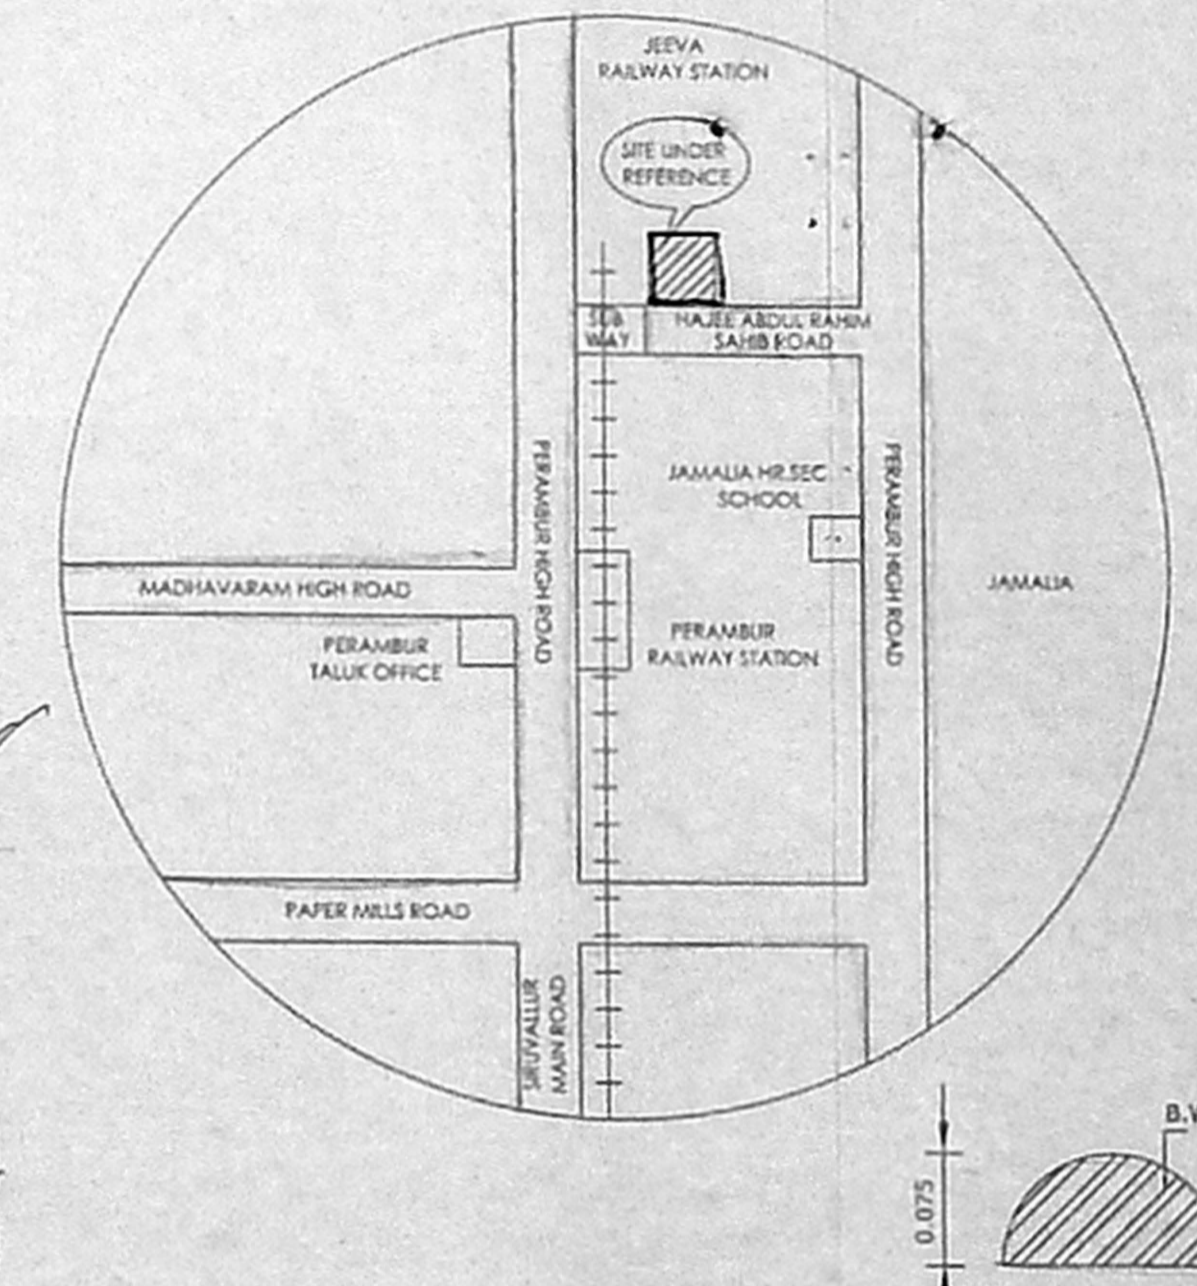 JEEVA
RAILWAY STATION
SITE UNDER
REFERENCE
SUB
WAY
HAJEE ABDUL RAHIM
SAHIB ROAD
PERAMBUR HIGH ROAD
JAMALIA HR.SEC
SCHOOL
PERAMBUR HIGH ROAD
MADHAVARAM HIGH ROAD
JAMALIA
PERAMBUR
TALUK OFFICE
PERAMBUR
RAILWAY STATION
PAPER MILLS ROAD
SIRUVALLUR
MAIN ROAD
0.075